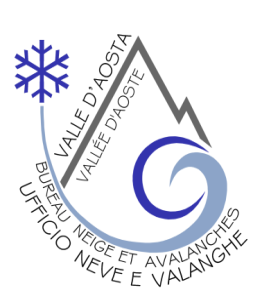 VALLE D'AOSTA
VALLÉE D'AOSTE
BUREAU NEIGE ET AVALANCHES
UFFICIO NEVE E VALANGHE